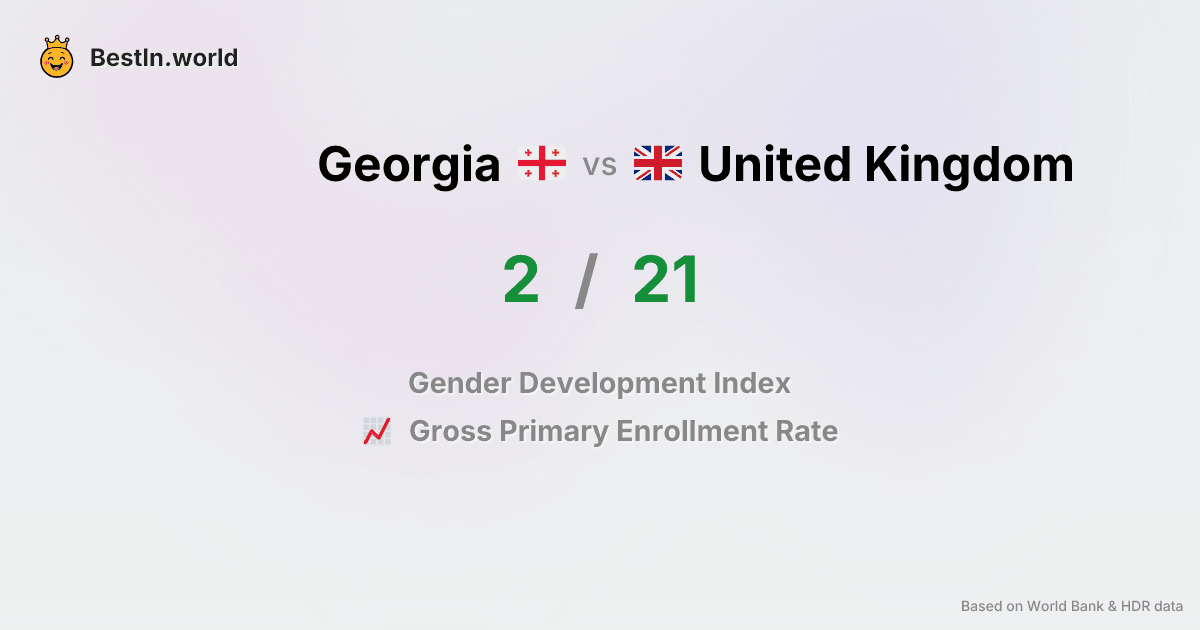 BestIn.world
Georgia vs United Kingdom
2 / 21
Gender Development Index
Gross Primary Enrollment Rate
Based on World Bank & HDR data